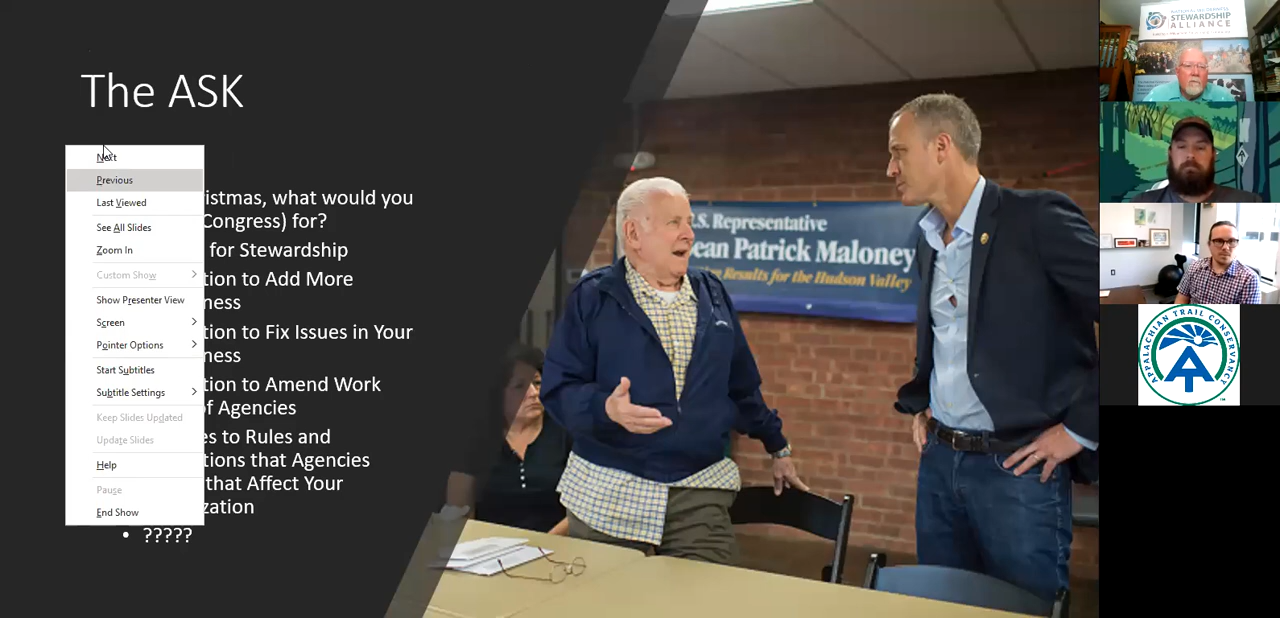 The ASK
Next
Previous
Last Viewed
See All Slides
Zoom In
Custom Show
Show Presenter View
Screen
Pointer Options
Start Subtitles
Subtitle Settings
Keep Slides Updated
Update Slides
Help
Pause
End Show
ristmas, what would you
Congress) for?
for Stewardship
tion to Add More
ness
tion to Fix Issues in Your
ness
tion to Amend Work
of Agencies
es to Rules and
tions that Agencies
that Affect Your
zation
• ?????
.S. Representative
ean Patrick Maloney
Results for the Hudson Valley
STEWARDSHIP
ALLIANCE
APPALACHIAN TRAIL CONSERVANCY